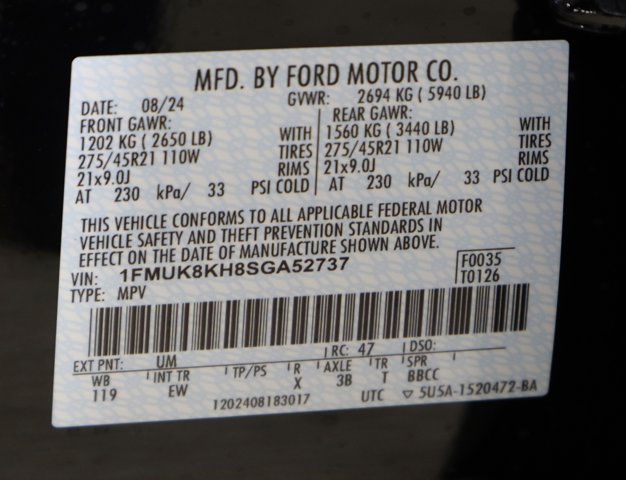 MFD. BY FORD MOTOR CO.
DATE: 08/24 GVWR: 2694 KG ( 5940 LB)
FRONT GAWR: REAR GAWR:
1202 KG ( 2650 LB) WITH 1560 KG ( 3440 LB) WITH
275/45R21 110W TIRES 275/45R21 110W TIRES
21x9.0J RIMS 21x9.0J RIMS
AT 230 kPa/ 33 PSI COLD AT 230 kPa/ 33 PSI COLD
THIS VEHICLE CONFORMS TO ALL APPLICABLE FEDERAL MOTOR
VEHICLE SAFETY AND THEFT PREVENTION STANDARDS IN
EFFECT ON THE DATE OF MANUFACTURE SHOWN ABOVE.
VIN: 1FMUK8KH8SGA52737 F0035
TYPE: MPV T0126
EXT PNT: UM RC: 47 DSO:
WB INT TR TP/PS R AXLE TR SPR
119 EW X 3B T BBCC
1202408183017 UTC ▽ 5U5A-1520472-BA